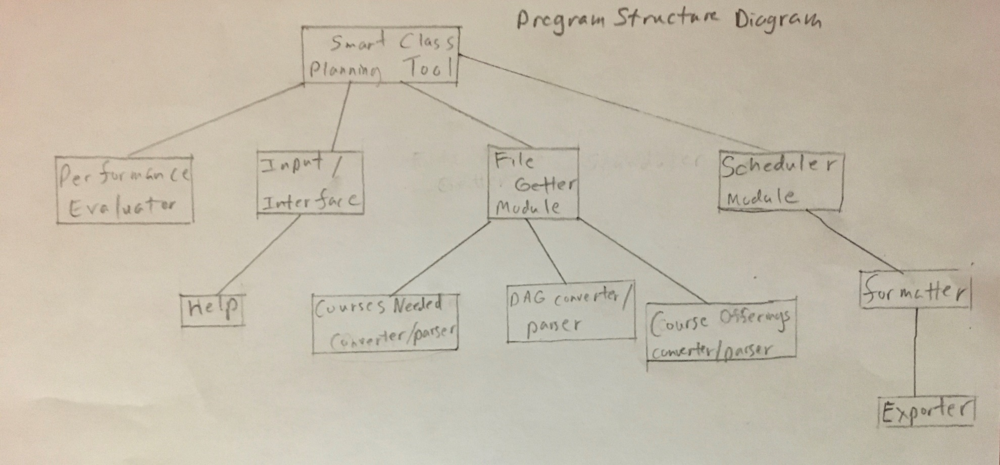 Program Structure Diagram
Smart Class
Planning Tool
Performance
Evaluator
Input /
Interface
File
Getter
Module
Scheduler
Module
Help
Courses Needed
Converter/parser
DAG converter/
parser
Course Offerings
converter/parser
formatter
Exporter